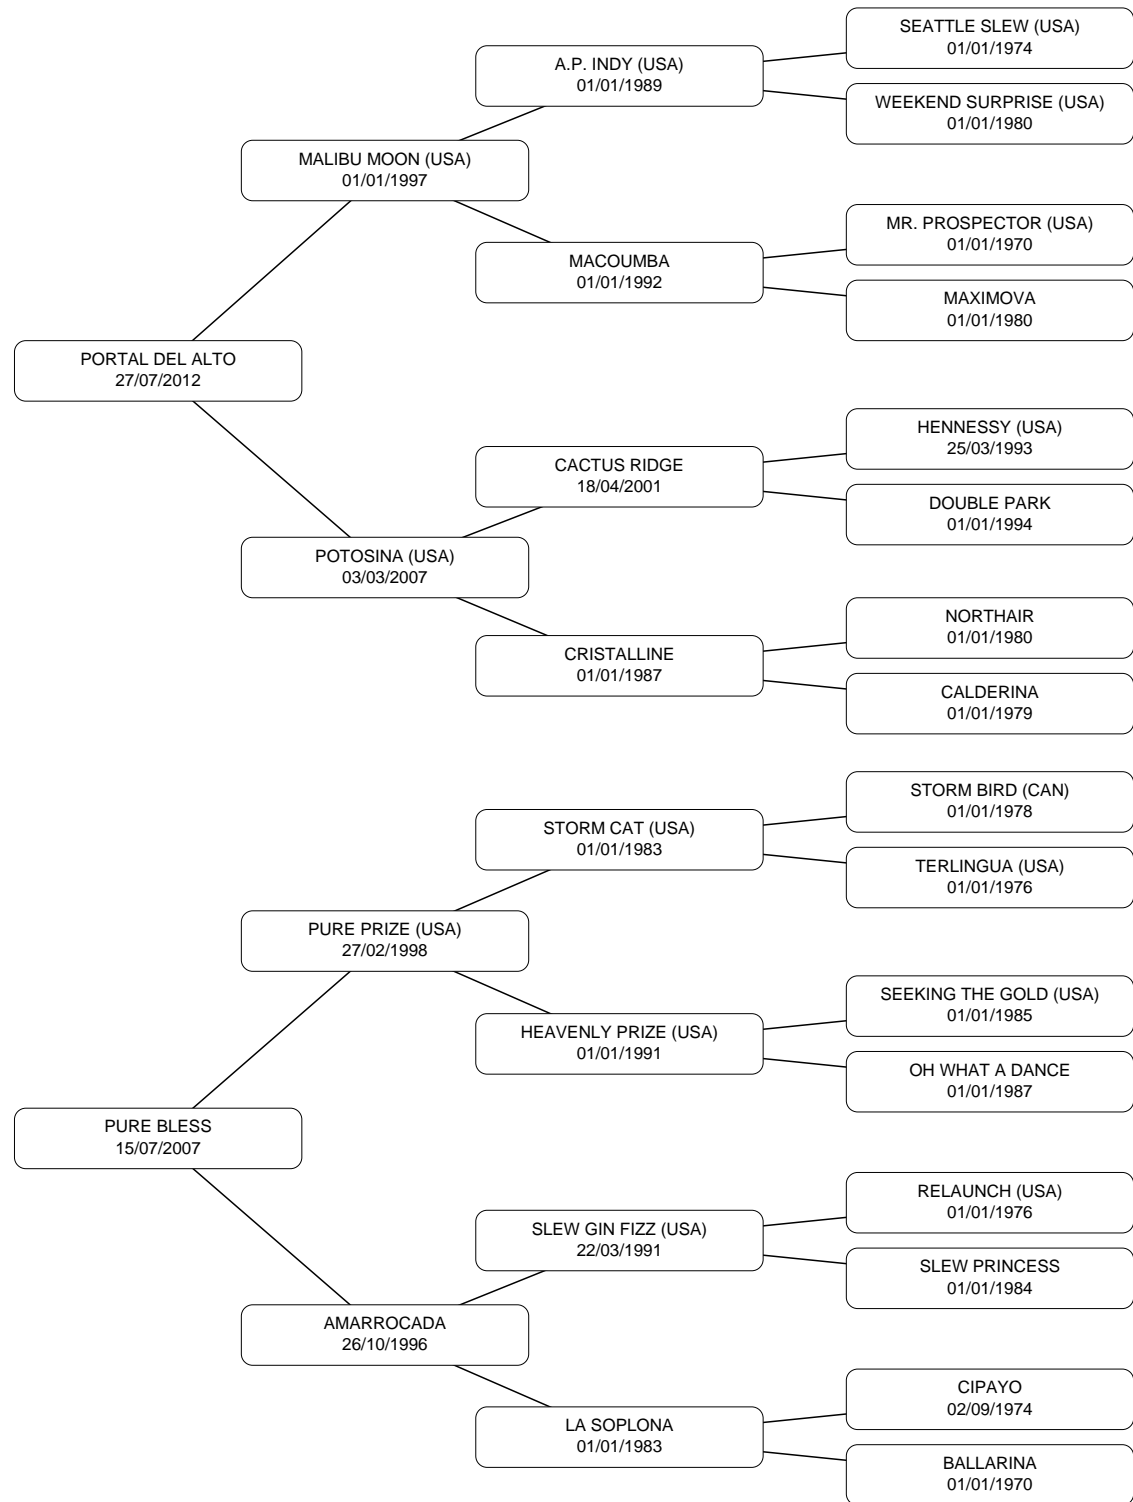 SEATTLE SLEW (USA)
01/01/1974
A.P. INDY (USA)
01/01/1989
WEEKEND SURPRISE (USA)
01/01/1980
MALIBU MOON (USA)
01/01/1997
MR. PROSPECTOR (USA)
01/01/1970
MACOUMBA
01/01/1992
MAXIMOVA
01/01/1980
PORTAL DEL ALTO
27/07/2012
HENNESSY (USA)
25/03/1993
CACTUS RIDGE
18/04/2001
DOUBLE PARK
01/01/1994
POTOSINA (USA)
03/03/2007
NORTHAIR
01/01/1980
CRISTALLINE
01/01/1987
CALDERINA
01/01/1979
STORM BIRD (CAN)
01/01/1978
STORM CAT (USA)
01/01/1983
TERLINGUA (USA)
01/01/1976
PURE PRIZE (USA)
27/02/1998
SEEKING THE GOLD (USA)
01/01/1985
HEAVENLY PRIZE (USA)
01/01/1991
OH WHAT A DANCE
01/01/1987
PURE BLESS
15/07/2007
RELAUNCH (USA)
01/01/1976
SLEW GIN FIZZ (USA)
22/03/1991
SLEW PRINCESS
01/01/1984
AMARROCADA
26/10/1996
CIPAYO
02/09/1974
LA SOPLONA
01/01/1983
BALLARINA
01/01/1970